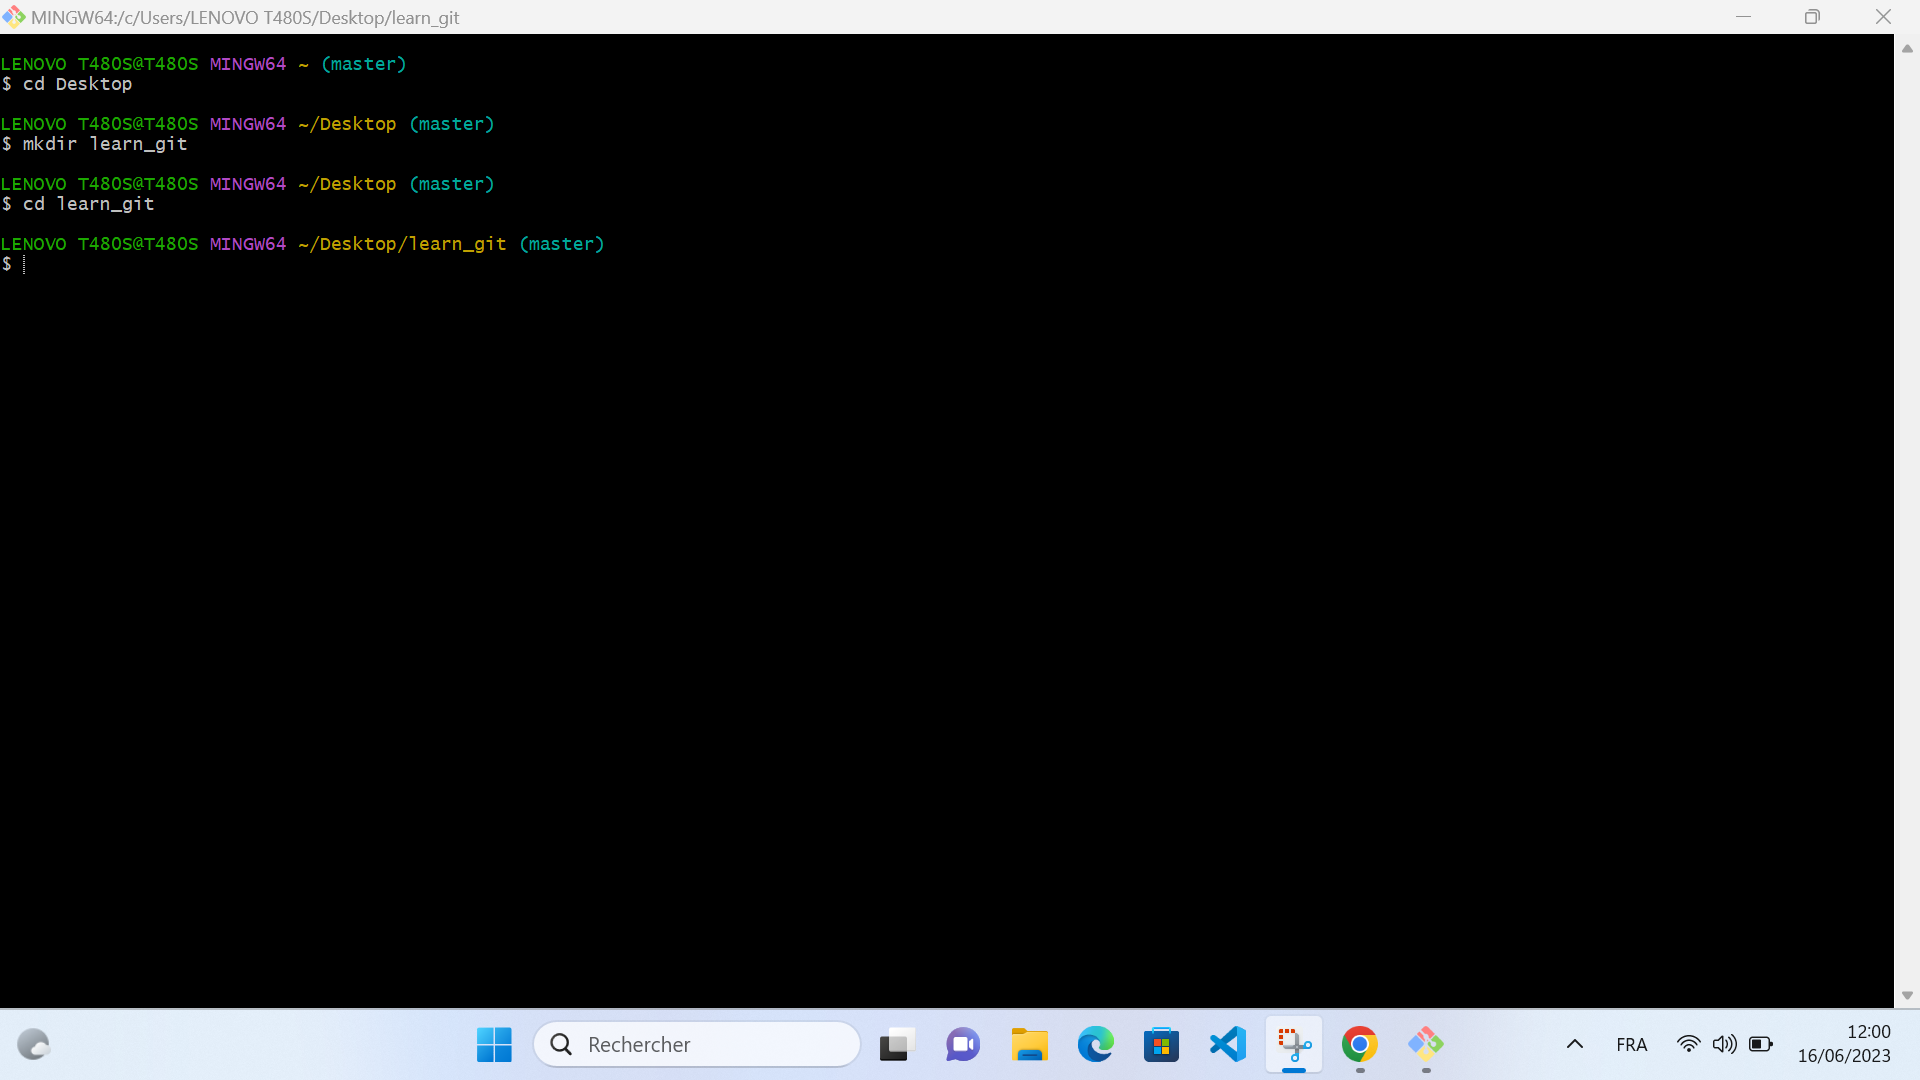 MINGW64:/c/Users/LENOVO T480S/Desktop/learn_git
LENOVO T480S@T480S MINGW64 ~ (master)
$ cd Desktop
LENOVO T480S@T480S MINGW64 ~/Desktop (master)
$ mkdir learn_git
LENOVO T480S@T480S MINGW64 ~/Desktop (master)
$ cd learn_git
LENOVO T480S@T480S MINGW64 ~/Desktop/learn_git (master)
$
Rechercher
FRA
12:00
16/06/2023